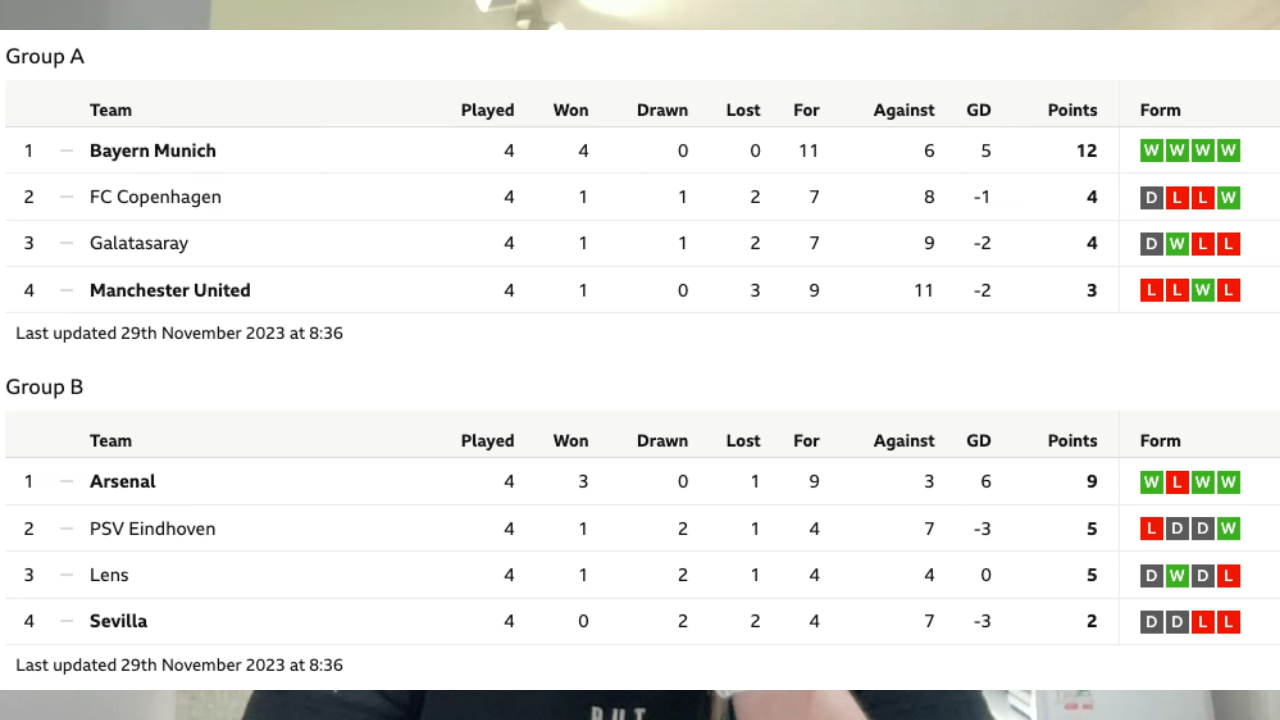 Group A
Team Played Won Drawn Lost For Against GD Points Form
1 — Bayern Munich 4 4 0 0 11 6 5 12 W W W W
2 — FC Copenhagen 4 1 1 2 7 8 -1 4 D L L W
3 — Galatasaray 4 1 1 2 7 9 -2 4 D W L L
4 — Manchester United 4 1 0 3 9 11 -2 3 L L W L
Last updated 29th November 2023 at 8:36
Group B
Team Played Won Drawn Lost For Against GD Points Form
1 — Arsenal 4 3 0 1 9 3 6 9 W L W W
2 — PSV Eindhoven 4 1 2 1 4 7 -3 5 L D D W
3 — Lens 4 1 2 1 4 4 0 5 D W D L
4 — Sevilla 4 0 2 2 4 7 -3 2 D D L L
Last updated 29th November 2023 at 8:36